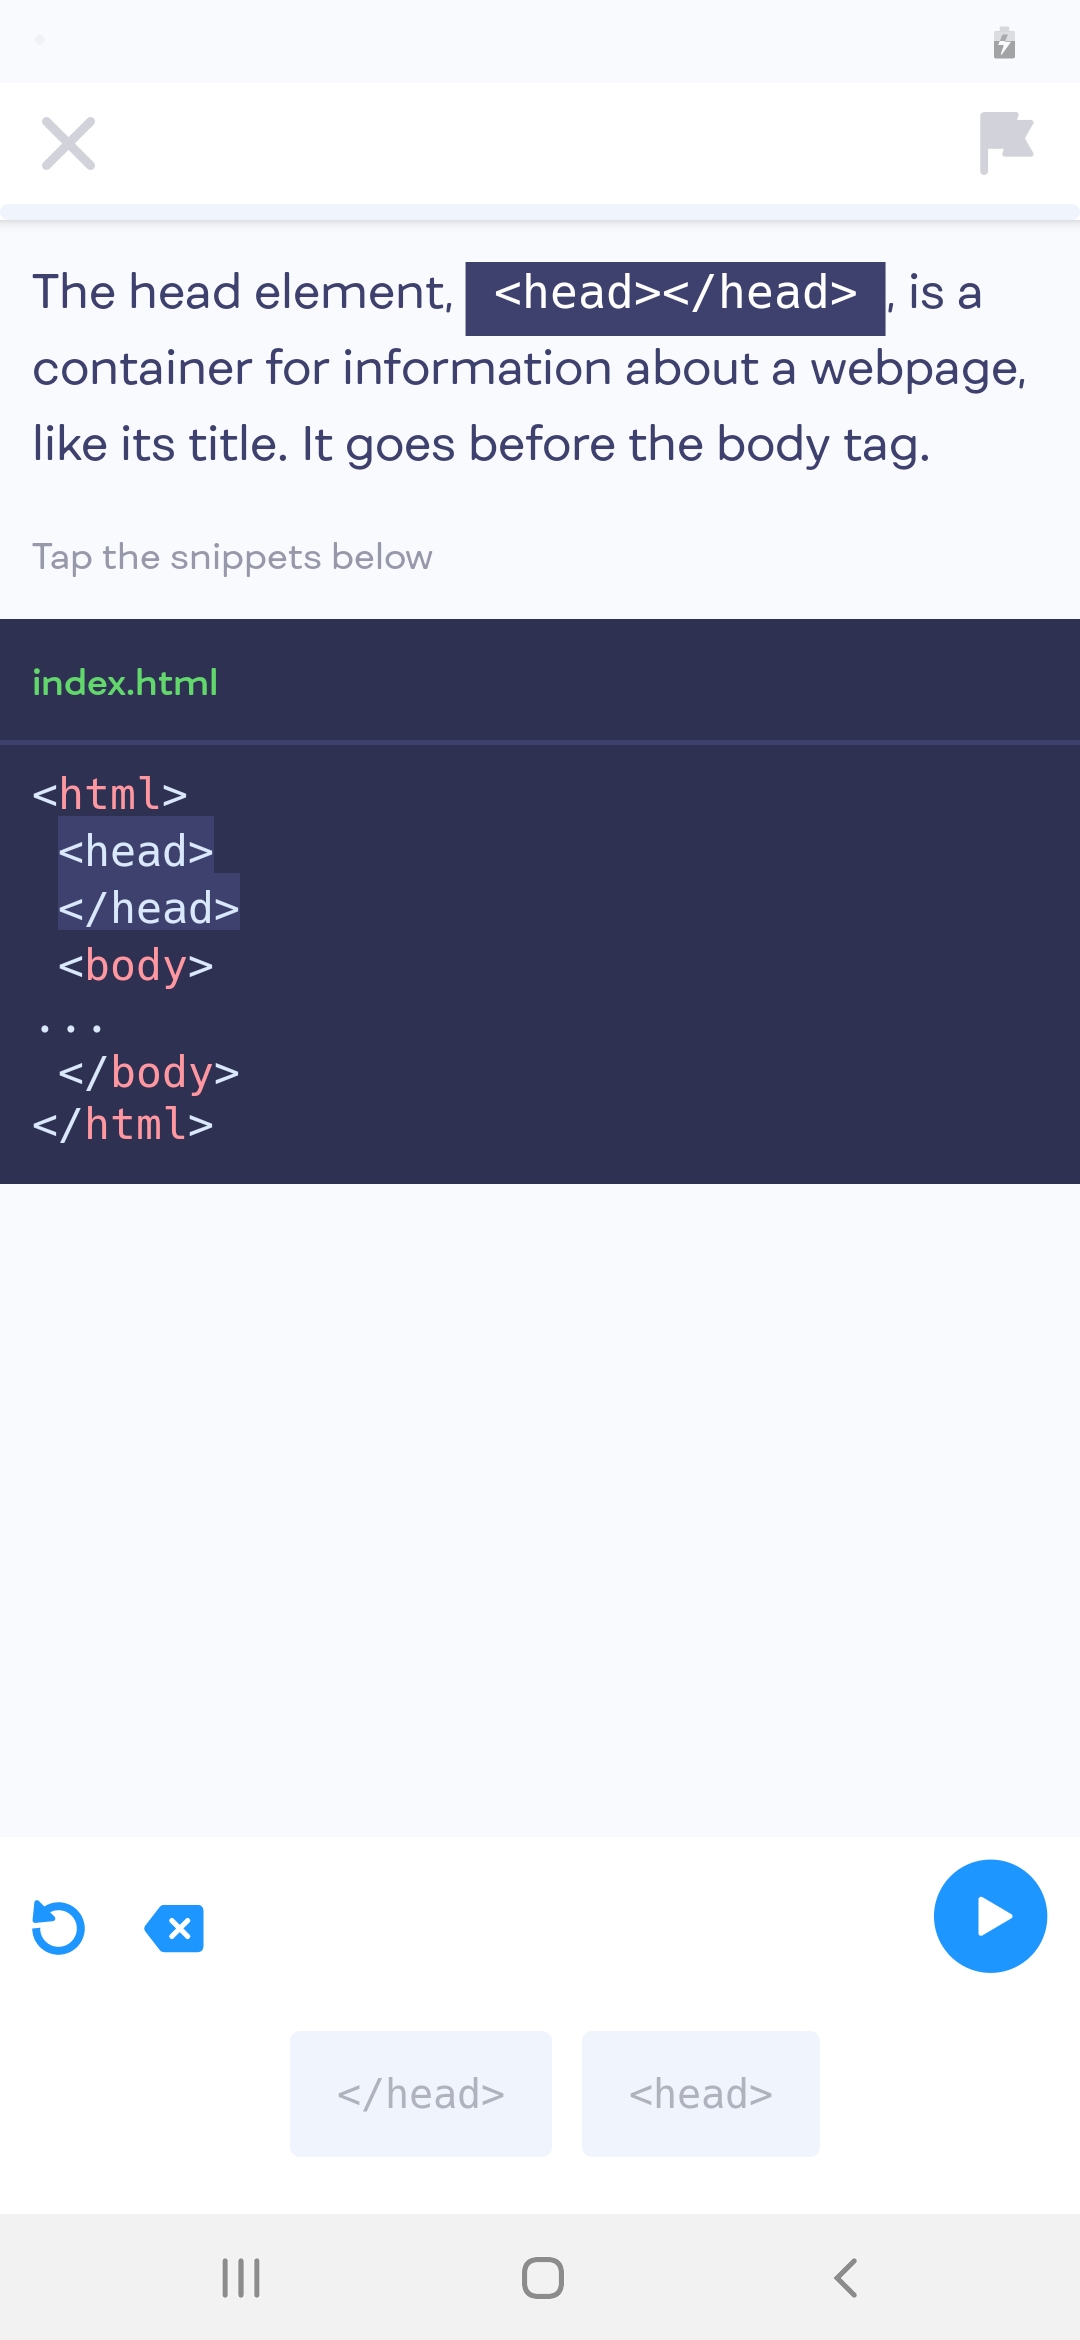 The head element, <head></head>, is a
container for information about a webpage,
like its title. It goes before the body tag.
Tap the snippets below
index.html
<html>
<head>
</head>
<body>
...
</body>
</html>
</head> <head>